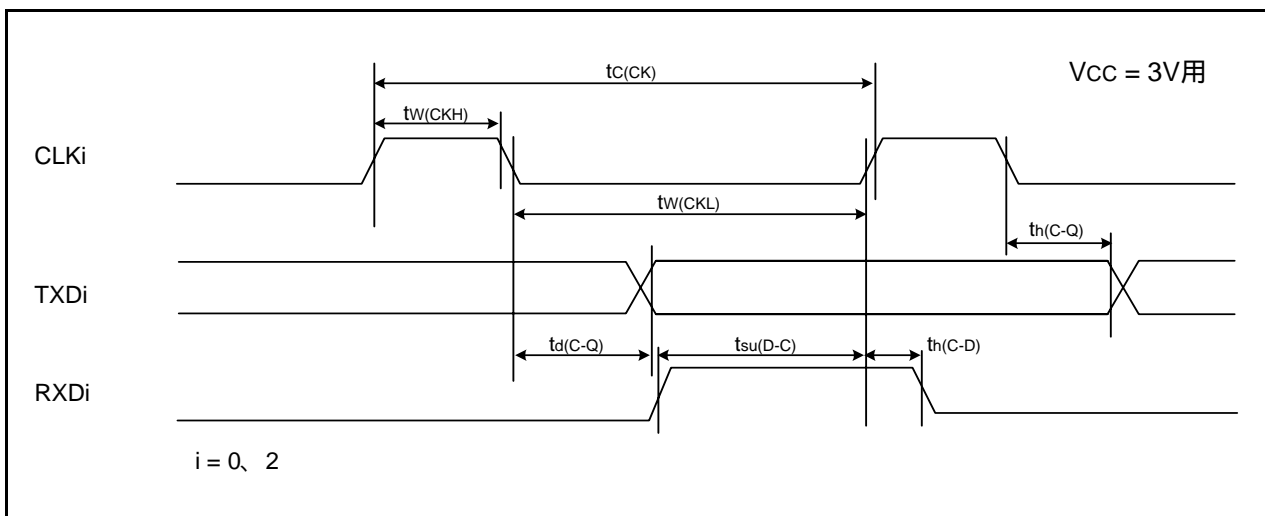 VCC = 3V用
tC(CK)
tW(CKH)
CLKi
tW(CKL)
th(C-Q)
TXDi
td(C-Q)
tsu(D-C)
th(C-D)
RXDi
i = 0、2